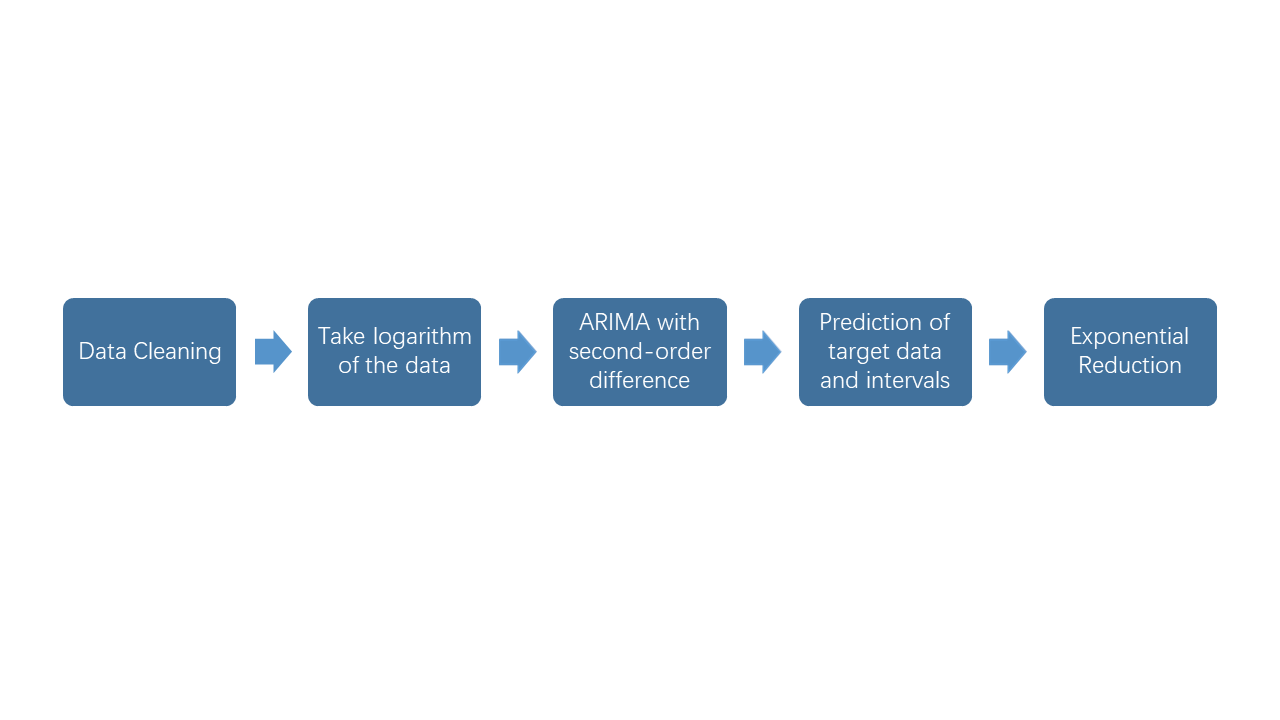 Data Cleaning
Take logarithm
of the data
ARIMA with
second-order
difference
Prediction of
target data
and intervals
Exponential
Reduction